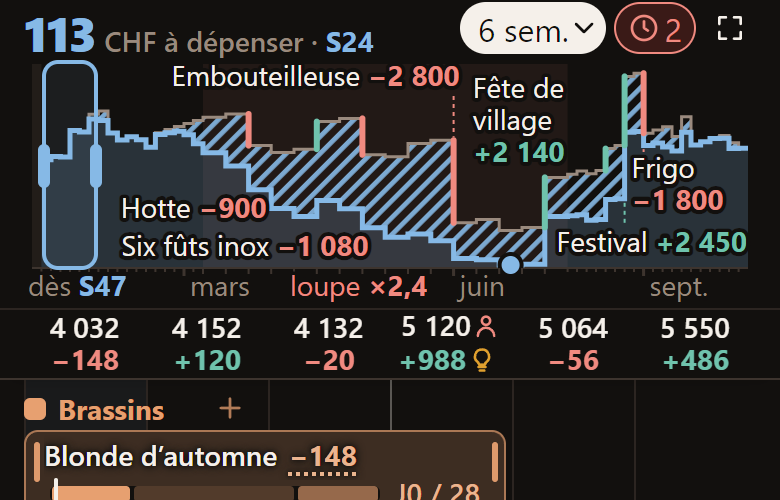 113 CHF à dépenser · S24
6 sem.
2
Embouteilleuse −2 800
Fête de
village
+2 140
Frigo
−1 800
Hotte −900
Six fûts inox −1 080
Festival +2 450
dès S47
mars
loupe ×2,4
juin
sept.
4 032 4 152 4 132 5 120 5 064 5 550
−148 +120 −20 +988 −56 +486
Brassins +
Blonde d’automne −148
J0 / 28